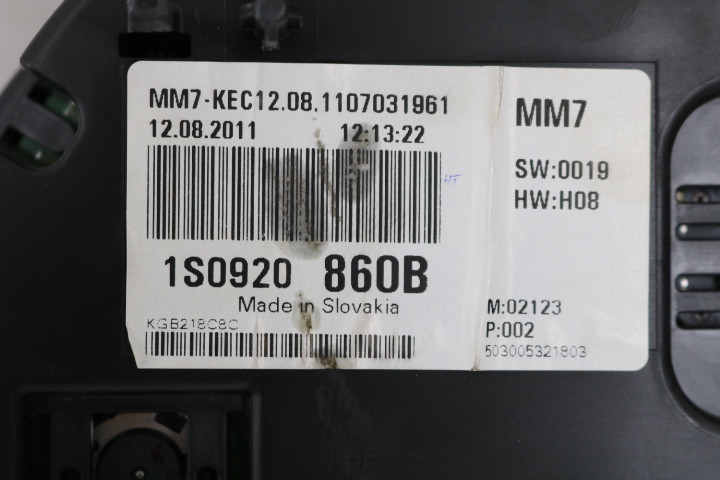 MM7-KEC12.08.1107031961
12.08.2011 12:13:22
HT
1S0920 860B
Made in Slovakia
KGB218C8C
MM7
SW:0019
HW:H08
M:02123
P:002
503005321803